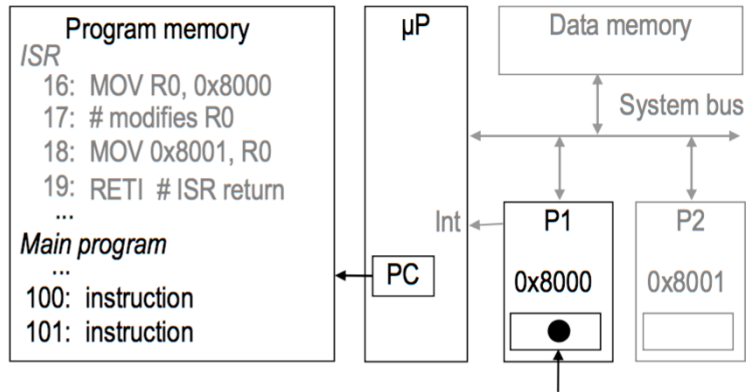 Program memory
ISR
16: MOV R0, 0x8000
17: # modifies R0
18: MOV 0x8001, R0
19: RETI # ISR return
...
Main program
...
100: instruction
101: instruction
µP
Int
PC
Data memory
System bus
P1
0x8000
P2
0x8001